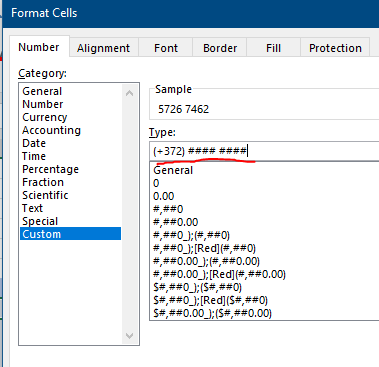 Format Cells
Number Alignment Font Border Fill Protection
Category:
General
Number
Currency
Accounting
Date
Time
Percentage
Fraction
Scientific
Text
Special
Custom
Sample
5726 7462
Type:
(+372) #### ####
General
0
0.00
#,##0
#,##0.00
#,##0_);(#,##0)
#,##0_);[Red](#,##0)
#,##0.00_);(#,##0.00)
#,##0.00_);[Red](#,##0.00)
$#,##0_);($#,##0)
$#,##0_);[Red]($#,##0)
$#,##0.00_);($#,##0.00)